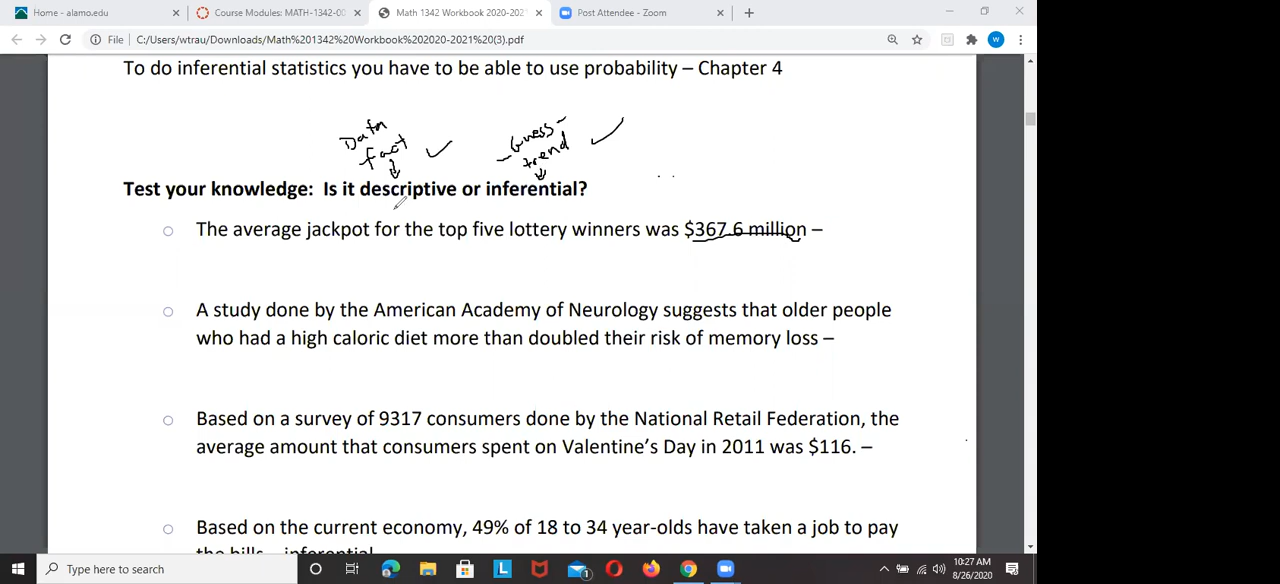 Home - alamo.edu
Course Modules: MATH-1342-00
Math 1342 Workbook 2020-2021
Post Attendee - Zoom
File
C:/Users/wtrau/Downloads/Math%201342%20Workbook%202020-2021%20(3).pdf
W
To do inferential statistics you have to be able to use probability – Chapter 4
Data
fact
Guess
trend
Test your knowledge: Is it descriptive or inferential?
The average jackpot for the top five lottery winners was $367.6 million –
A study done by the American Academy of Neurology suggests that older people
who had a high caloric diet more than doubled their risk of memory loss –
Based on a survey of 9317 consumers done by the National Retail Federation, the
average amount that consumers spent on Valentine's Day in 2011 was $116. –
Based on the current economy, 49% of 18 to 34 year-olds have taken a job to pay
the bills – inferential
Type here to search
L
1
10:27 AM
8/26/2020